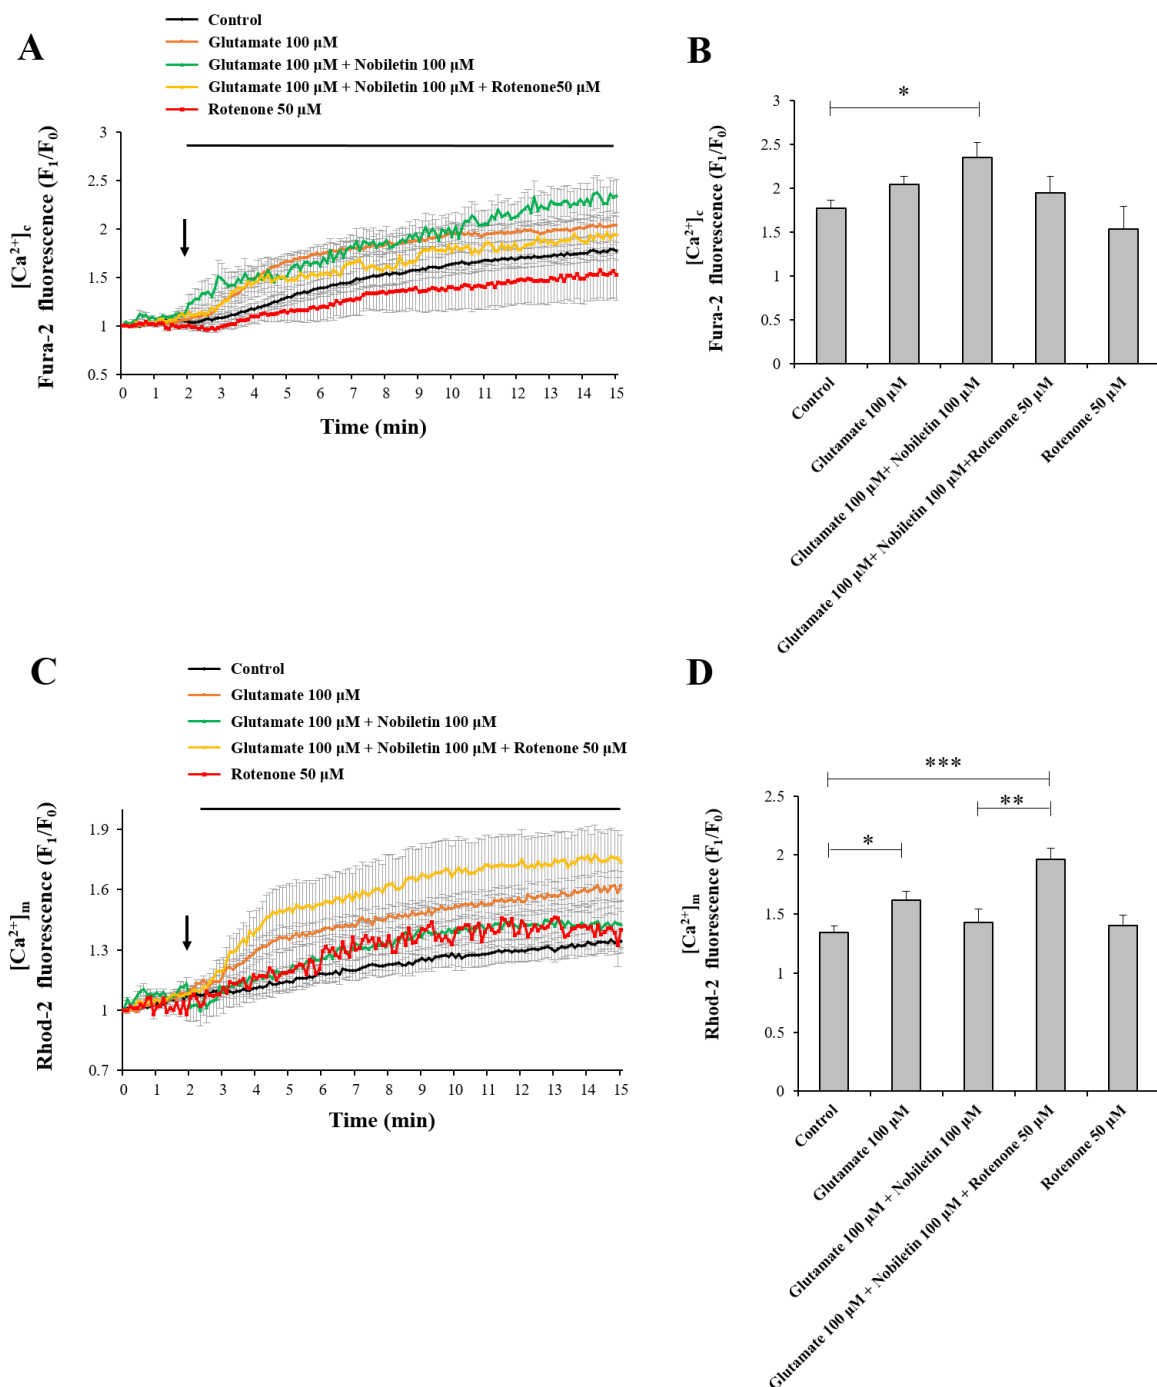 A
Control
Glutamate 100 µM
Glutamate 100 µM + Nobiletin 100 µM
Glutamate 100 µM + Nobiletin 100 µM + Rotenone50 µM
Rotenone 50 µM
[Ca²⁺]c
Fura-2 fluorescence (F₁/F₀)
3
2.5
2
1.5
1
0.5
0 1 2 3 4 5 6 7 8 9 10 11 12 13 14 15
Time (min)
B
[Ca²⁺]c
Fura-2 fluorescence (F₁/F₀)
3
2.5
2
1.5
1
0.5
0
*
Control
Glutamate 100 µM
Glutamate 100 µM+ Nobiletin 100 µM
Glutamate 100 µM+ Nobiletin 100 µM+Rotenone 50 µM
Rotenone 50 µM
C
Control
Glutamate 100 µM
Glutamate 100 µM + Nobiletin 100 µM
Glutamate 100 µM + Nobiletin 100 µM + Rotenone 50 µM
Rotenone 50 µM
[Ca²⁺]m
Rhod-2 fluorescence (F₁/F₀)
1.9
1.6
1.3
1
0.7
0 1 2 3 4 5 6 7 8 9 10 11 12 13 14 15
Time (min)
D
[Ca²⁺]m
Rhod-2 fluorescence (F₁/F₀)
2.5
2
1.5
1
0.5
0
***
**
*
Control
Glutamate 100 µM
Glutamate 100 µM + Nobiletin 100 µM
Glutamate 100 µM + Nobiletin 100 µM + Rotenone 50 µM
Rotenone 50 µM